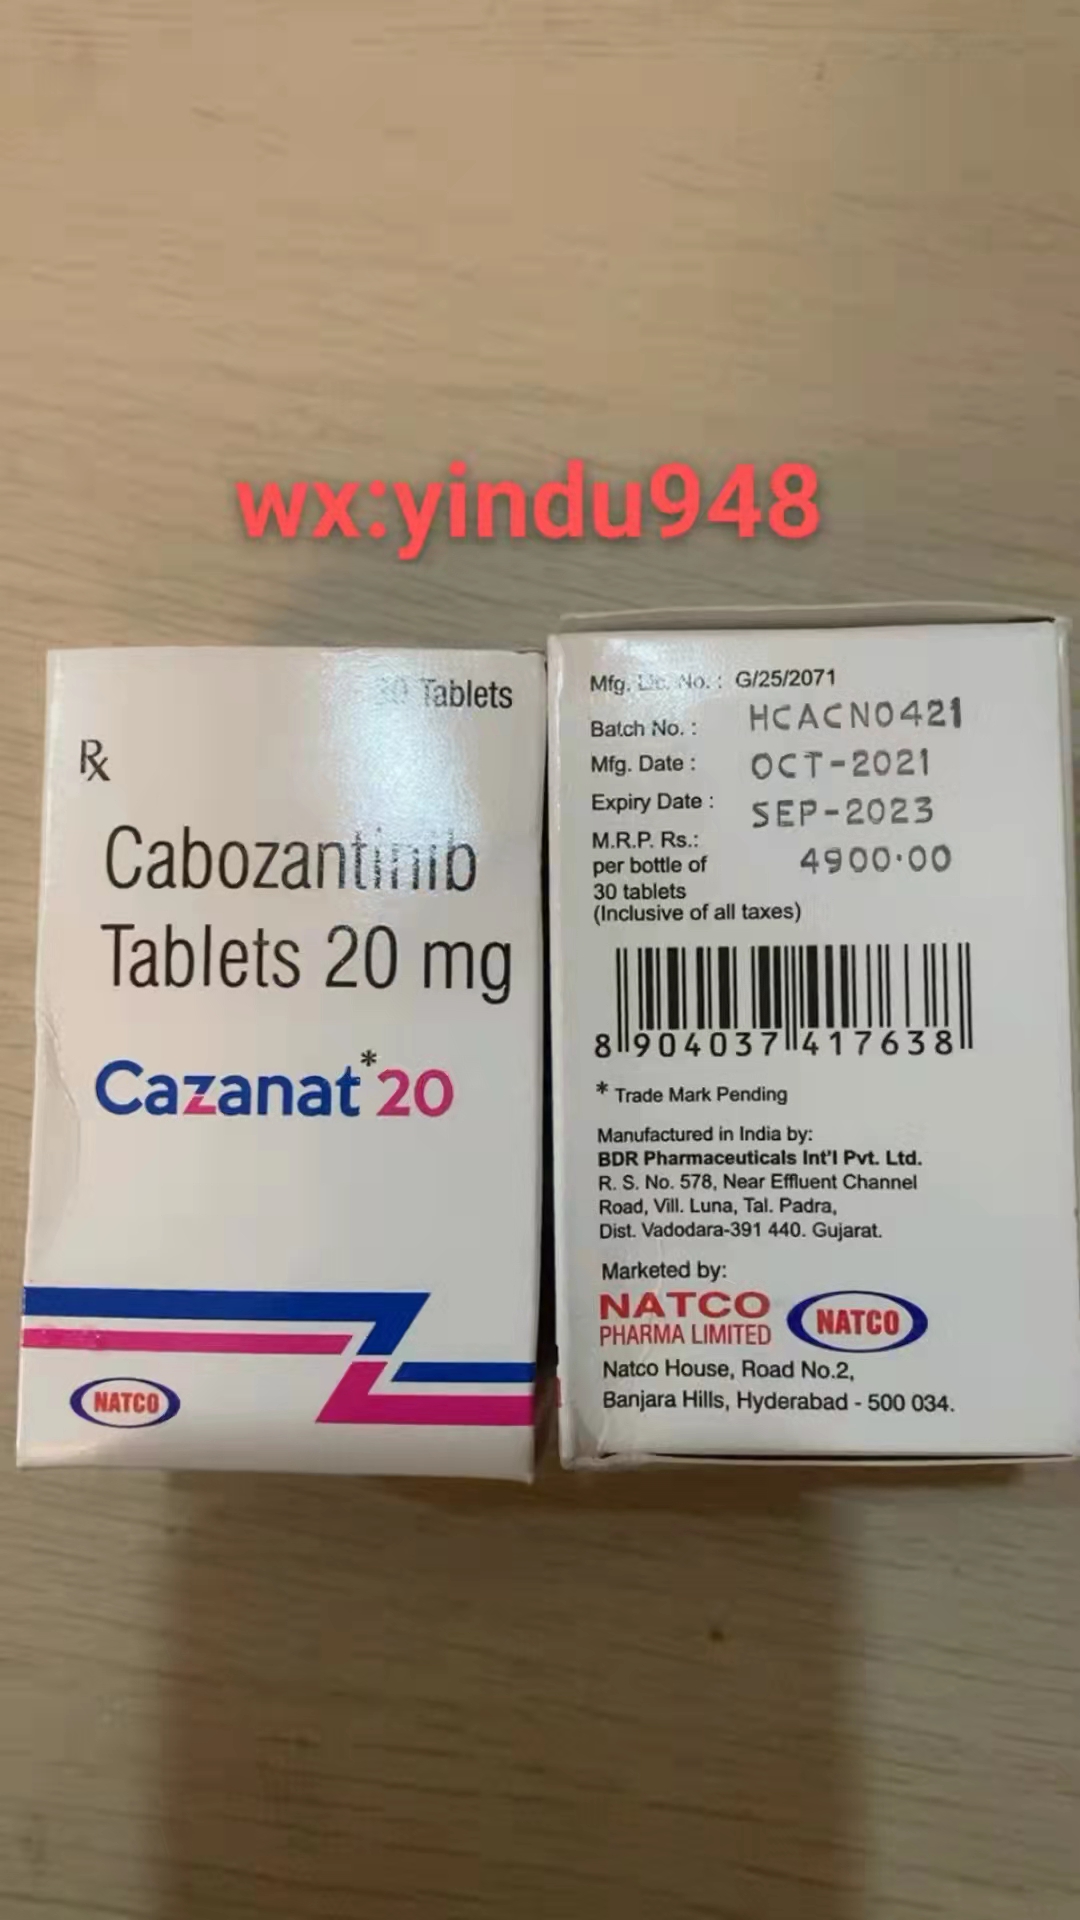 wx:yindu948
30 Tablets
Rx
Cabozantinib
Tablets 20 mg
Cazanat*20
NATCO
Mfg. Lic. No. : G/25/2071
Batch No. : HCACN0421
Mfg. Date : OCT-2021
Expiry Date : SEP-2023
M.R.P. Rs.:
per bottle of 4900.00
30 tablets
(Inclusive of all taxes)
8 904037 417638
* Trade Mark Pending
Manufactured in India by:
BDR Pharmaceuticals Int'l Pvt. Ltd.
R. S. No. 578, Near Effluent Channel
Road, Vill. Luna, Tal. Padra,
Dist. Vadodara-391 440. Gujarat.
Marketed by:
NATCO
PHARMA LIMITED
NATCO
Natco House, Road No.2,
Banjara Hills, Hyderabad - 500 034.